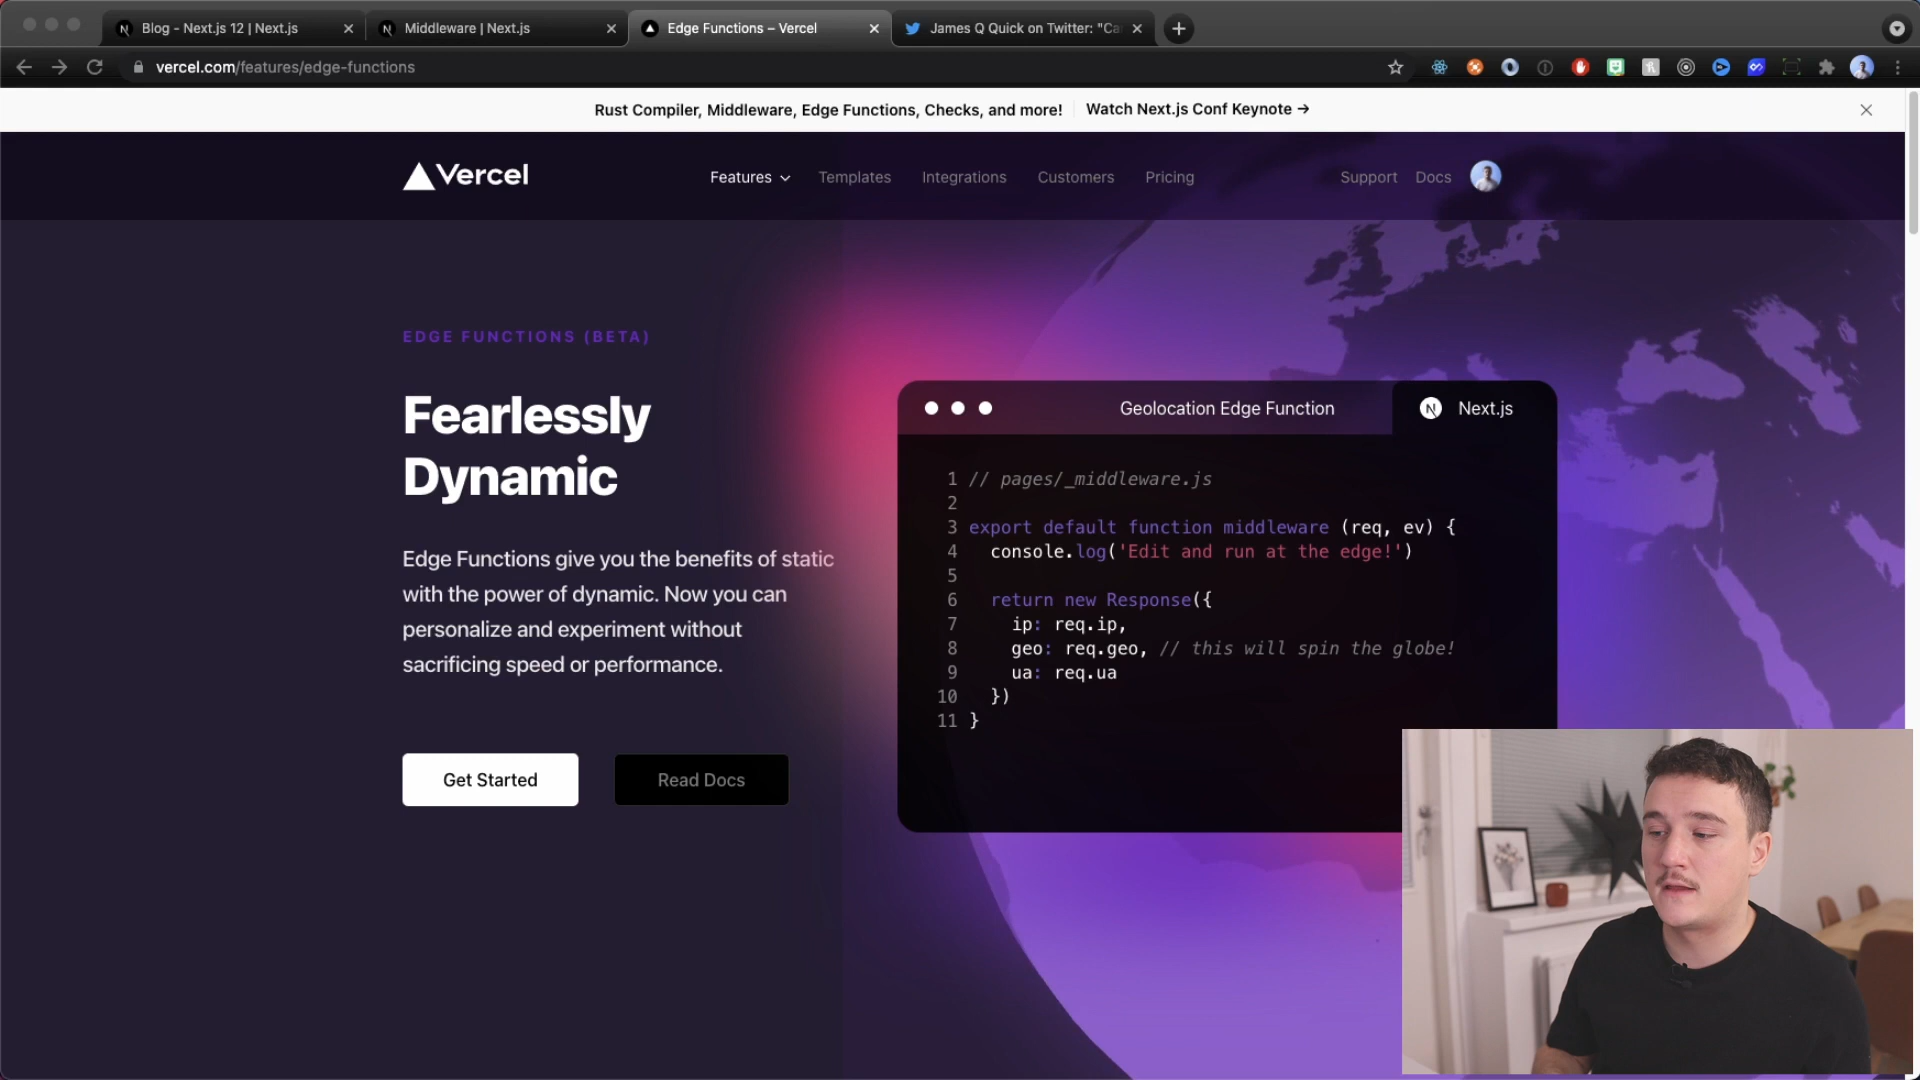 Blog - Next.js 12 | Next.js
Middleware | Next.js
Edge Functions – Vercel
James Q Quick on Twitter: "Ca
vercel.com/features/edge-functions
Rust Compiler, Middleware, Edge Functions, Checks, and more!
Watch Next.js Conf Keynote →
Vercel
Features
Templates
Integrations
Customers
Pricing
Support
Docs
EDGE FUNCTIONS (BETA)
Fearlessly
Dynamic
Edge Functions give you the benefits of static
with the power of dynamic. Now you can
personalize and experiment without
sacrificing speed or performance.
Get Started
Read Docs
Geolocation Edge Function
Next.js
1 // pages/_middleware.js
2
3 export default function middleware (req, ev) {
4 console.log('Edit and run at the edge!')
5
6 return new Response({
7 ip: req.ip,
8 geo: req.geo, // this will spin the globe!
9 ua: req.ua
10 })
11 }